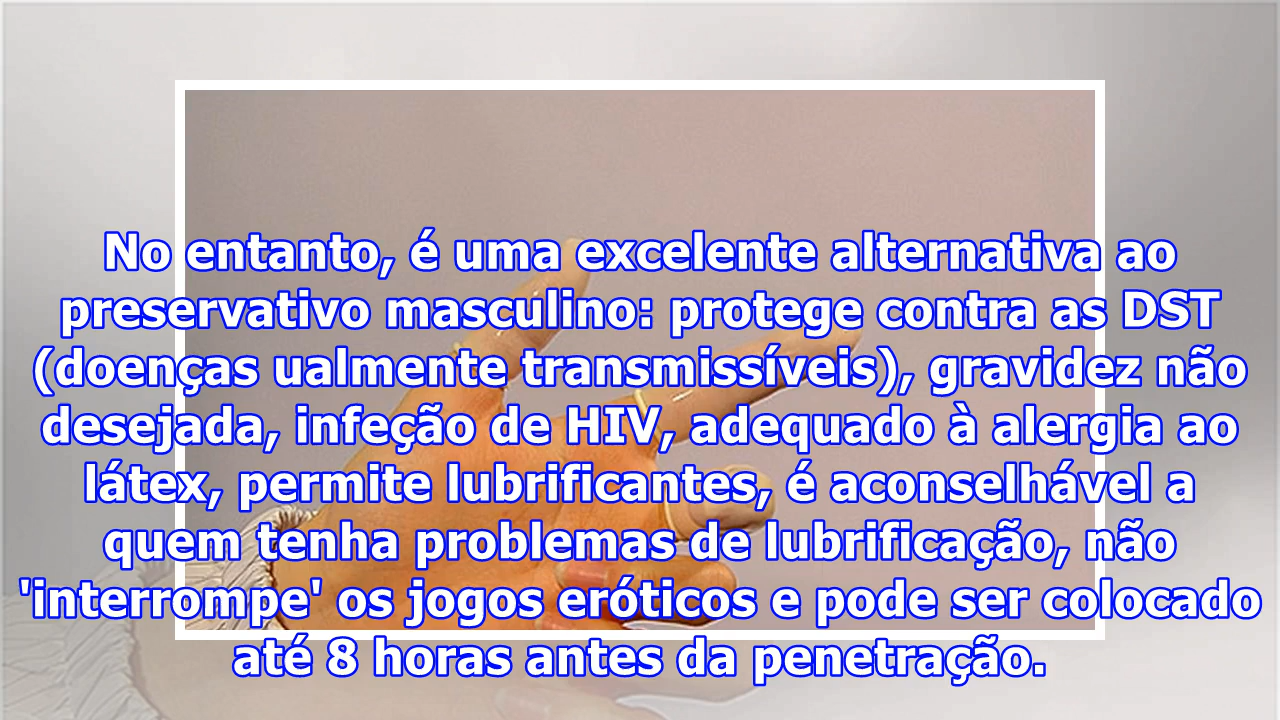 No entanto, é uma excelente alternativa ao
preservativo masculino: protege contra as DST
(doenças ualmente transmissíveis), gravidez não
desejada, infeção de HIV, adequado à alergia ao
látex, permite lubrificantes, é aconselhável a
quem tenha problemas de lubrificação, não
'interrompe' os jogos eróticos e pode ser colocado
até 8 horas antes da penetração.